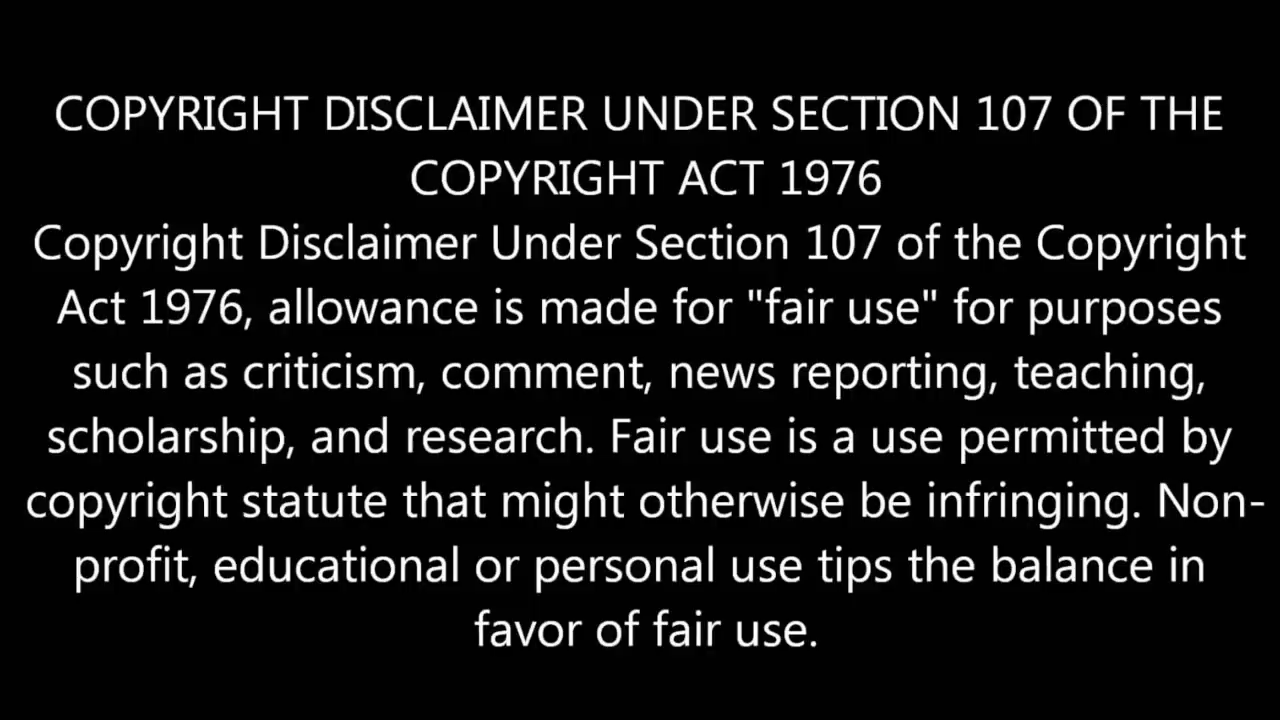 COPYRIGHT DISCLAIMER UNDER SECTION 107 OF THE
COPYRIGHT ACT 1976
Copyright Disclaimer Under Section 107 of the Copyright
Act 1976, allowance is made for "fair use" for purposes
such as criticism, comment, news reporting, teaching,
scholarship, and research. Fair use is a use permitted by
copyright statute that might otherwise be infringing. Non-
profit, educational or personal use tips the balance in
favor of fair use.